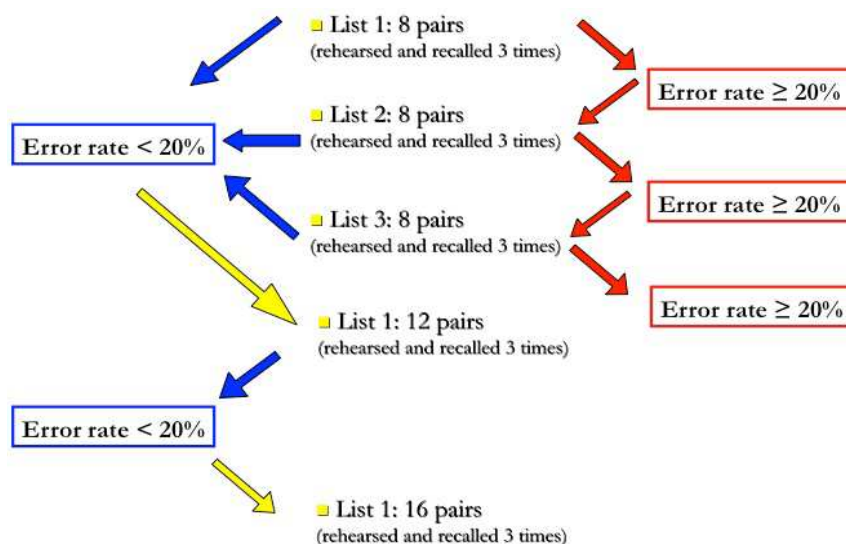 List 1: 8 pairs
(rehearsed and recalled 3 times)
Error rate ≥ 20%
List 2: 8 pairs
(rehearsed and recalled 3 times)
Error rate < 20%
Error rate ≥ 20%
List 3: 8 pairs
(rehearsed and recalled 3 times)
Error rate ≥ 20%
List 1: 12 pairs
(rehearsed and recalled 3 times)
Error rate < 20%
List 1: 16 pairs
(rehearsed and recalled 3 times)